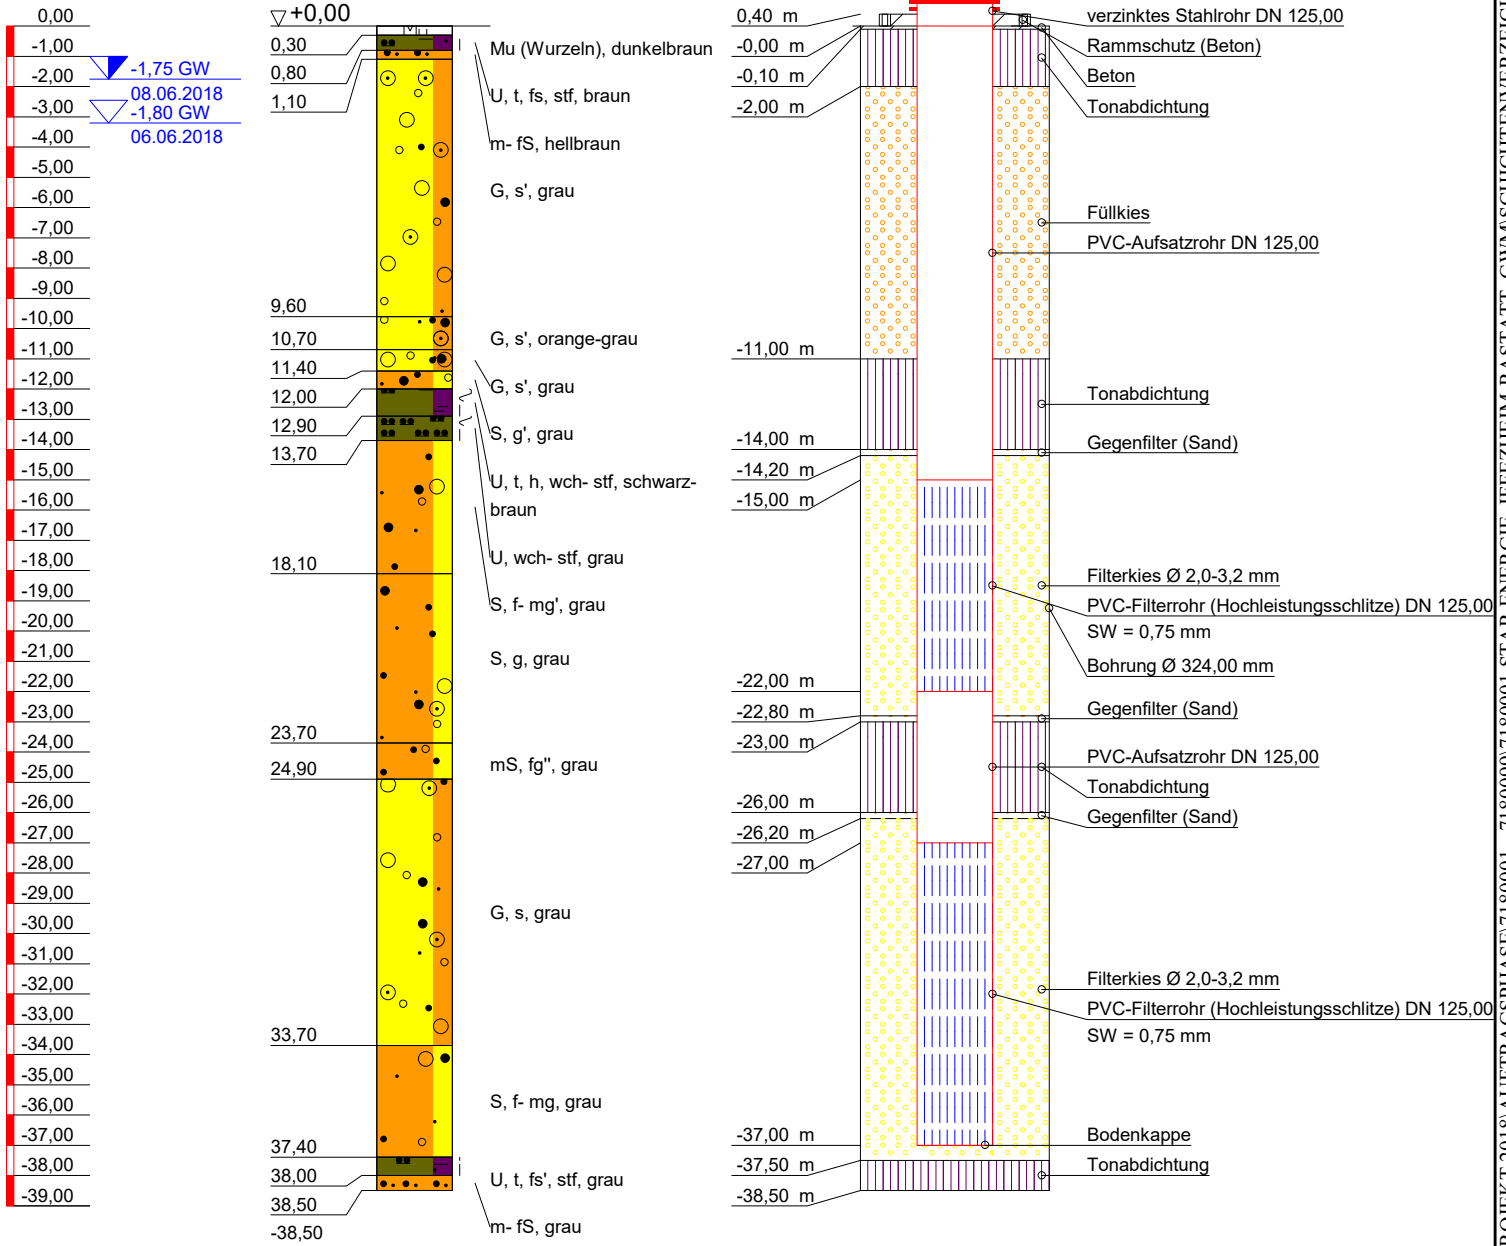 0,00
-1,00
-2,00
-3,00
-4,00
-5,00
-6,00
-7,00
-8,00
-9,00
-10,00
-11,00
-12,00
-13,00
-14,00
-15,00
-16,00
-17,00
-18,00
-19,00
-20,00
-21,00
-22,00
-23,00
-24,00
-25,00
-26,00
-27,00
-28,00
-29,00
-30,00
-31,00
-32,00
-33,00
-34,00
-35,00
-36,00
-37,00
-38,00
-39,00
-1,75 GW
08.06.2018
-1,80 GW
06.06.2018
+0,00
0,30
0,80
1,10
9,60
10,70
11,40
12,00
12,90
13,70
18,10
23,70
24,90
33,70
37,40
38,00
38,50
-38,50
Mu (Wurzeln), dunkelbraun
U, t, fs, stf, braun
m- fS, hellbraun
G, s', grau
G, s', orange-grau
G, s', grau
S, g', grau
U, t, h, wch- stf, schwarz-
braun
U, wch- stf, grau
S, f- mg', grau
S, g, grau
mS, fg", grau
G, s, grau
S, f- mg, grau
U, t, fs', stf, grau
m- fS, grau
0,40 m
-0,00 m
-0,10 m
-2,00 m
-11,00 m
-14,00 m
-14,20 m
-15,00 m
-22,00 m
-22,80 m
-23,00 m
-26,00 m
-26,20 m
-27,00 m
-37,00 m
-37,50 m
-38,50 m
verzinktes Stahlrohr DN 125,00
Rammschutz (Beton)
Beton
Tonabdichtung
Füllkies
PVC-Aufsatzrohr DN 125,00
Tonabdichtung
Gegenfilter (Sand)
Filterkies Ø 2,0-3,2 mm
PVC-Filterrohr (Hochleistungsschlitze) DN 125,00
SW = 0,75 mm
Bohrung Ø 324,00 mm
Gegenfilter (Sand)
PVC-Aufsatzrohr DN 125,00
Tonabdichtung
Gegenfilter (Sand)
Filterkies Ø 2,0-3,2 mm
PVC-Filterrohr (Hochleistungsschlitze) DN 125,00
SW = 0,75 mm
Bodenkappe
Tonabdichtung